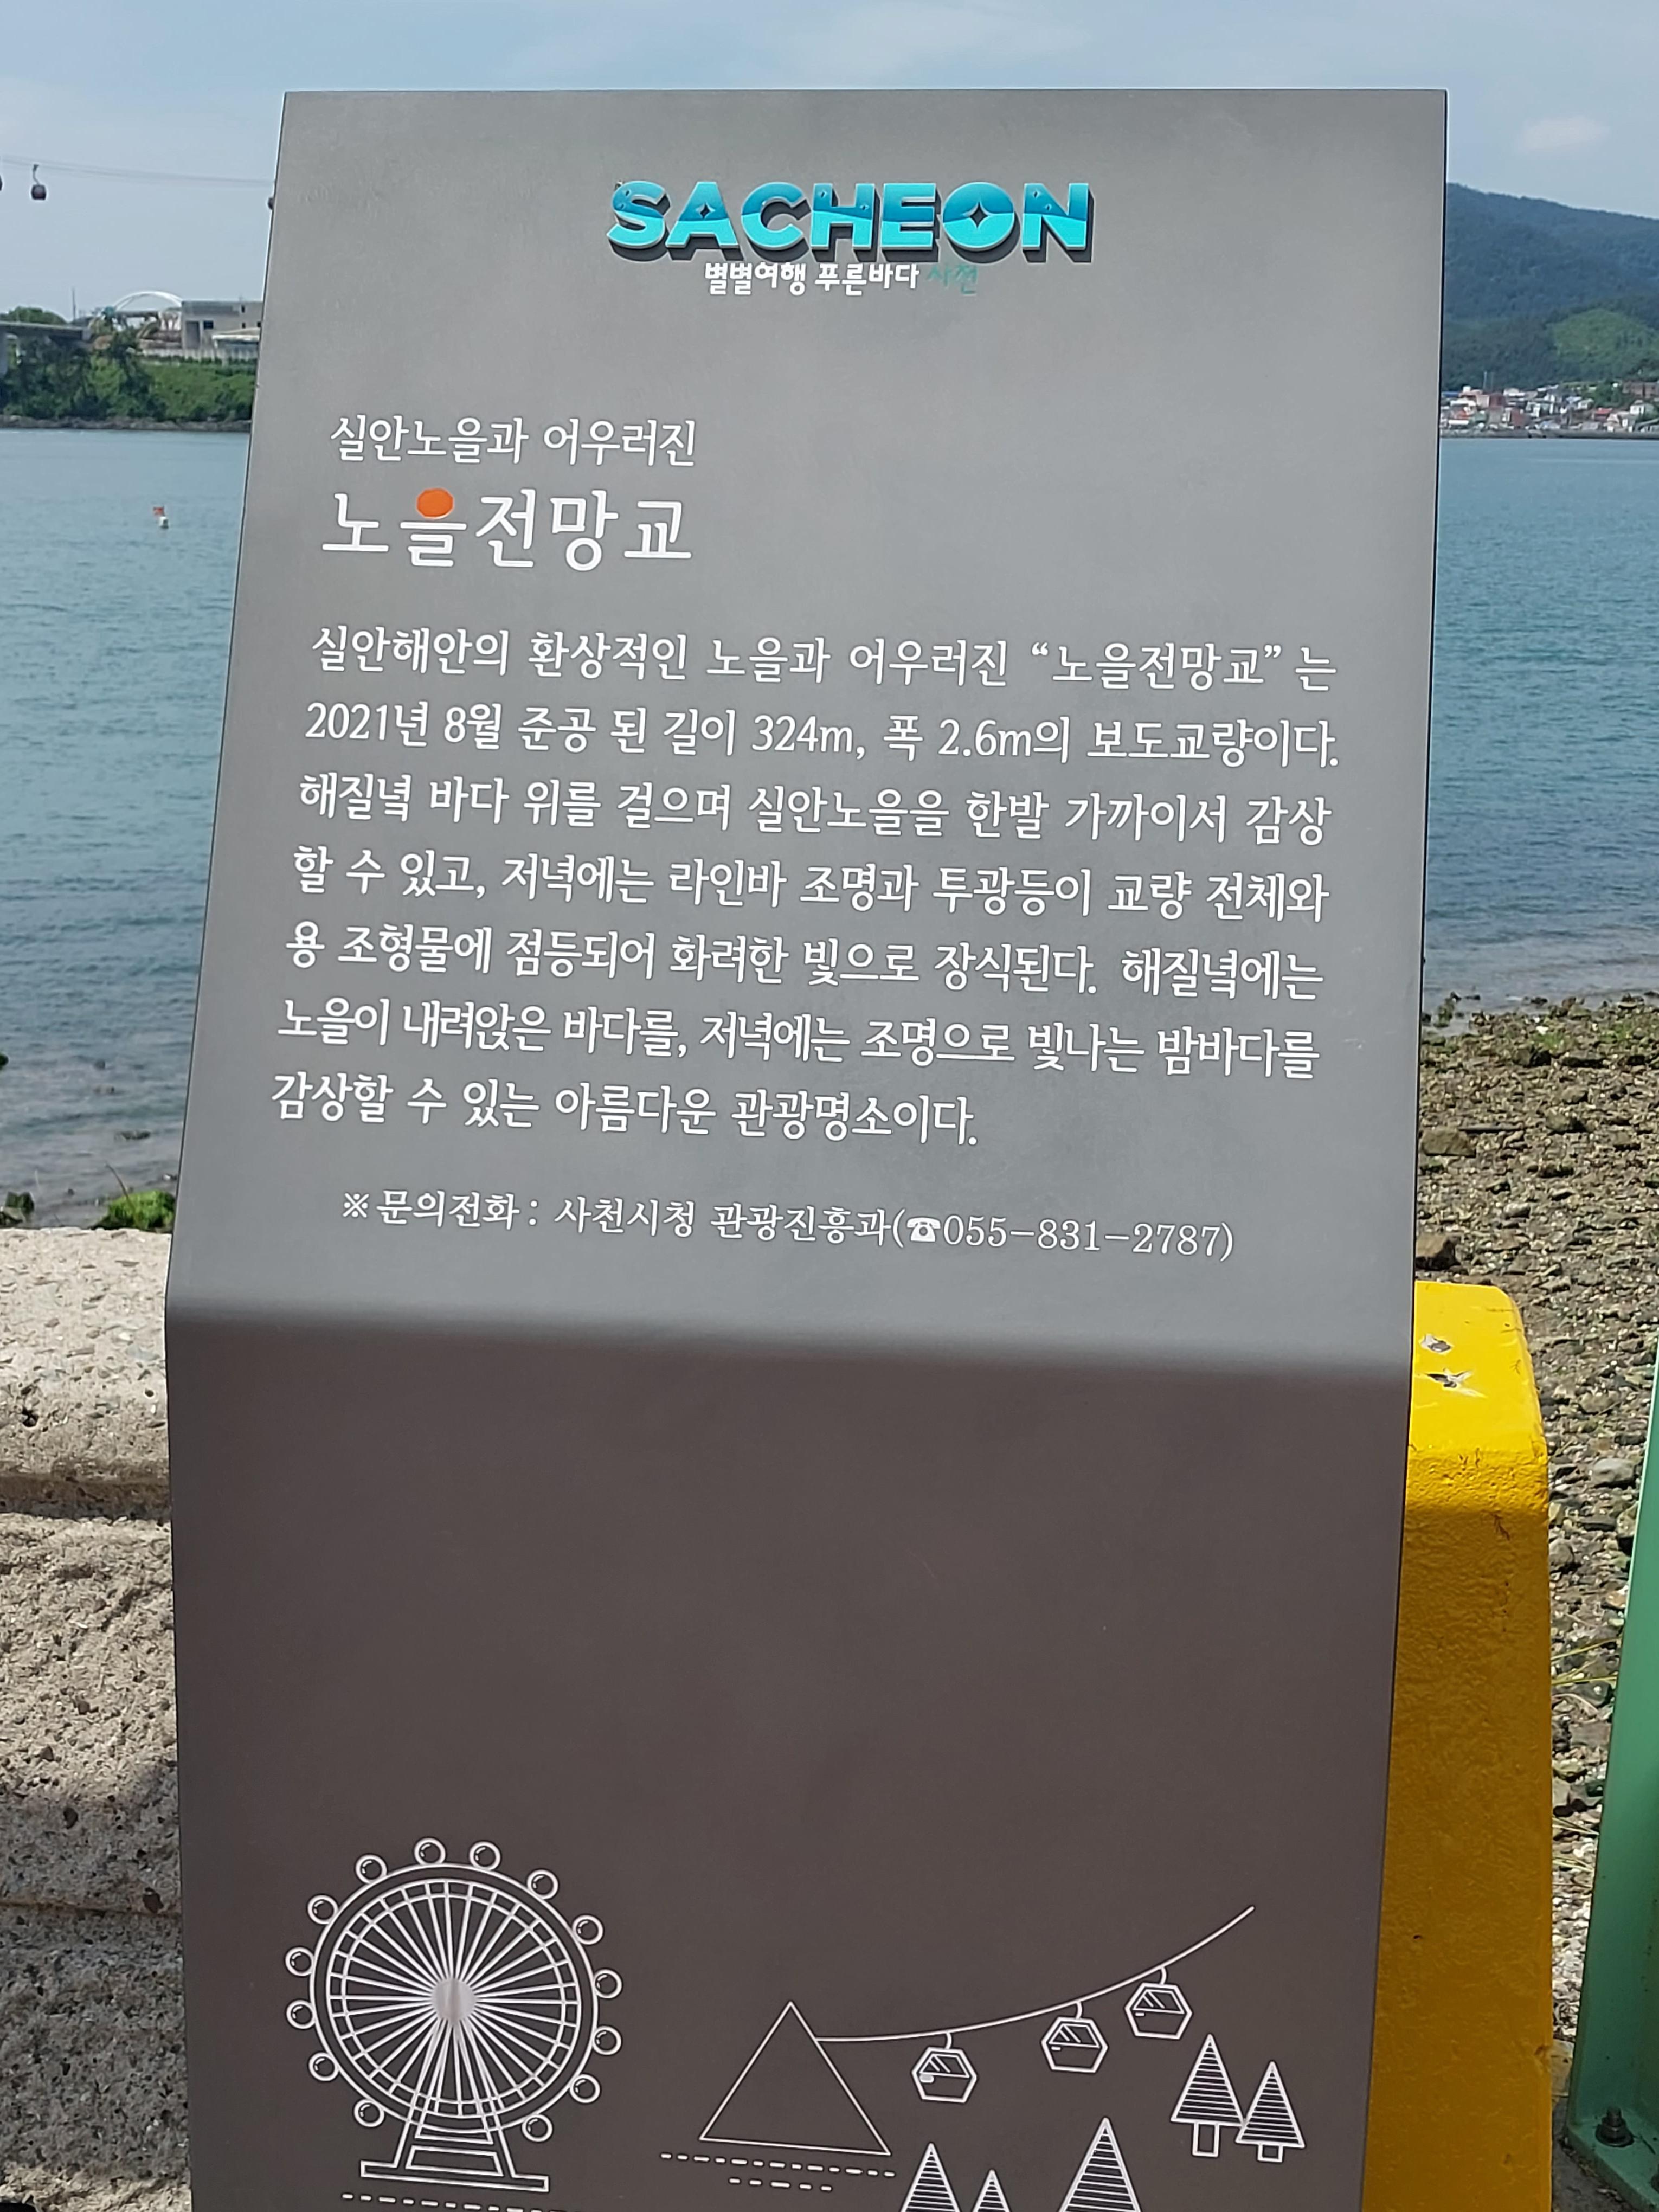 SACHEON
별별여행 푸른바다 사천
실안노을과 어우러진
노을전망교
실안해안의 환상적인 노을과 어우러진 “노을전망교” 는
2021년 8월 준공 된 길이 324m, 폭 2.6m의 보도교량이다.
해질녘 바다 위를 걸으며 실안노을을 한발 가까이서 감상
할 수 있고, 저녁에는 라인바 조명과 투광등이 교량 전체와
용 조형물에 점등되어 화려한 빛으로 장식된다. 해질녘에는
노을이 내려앉은 바다를, 저녁에는 조명으로 빛나는 밤바다를
감상할 수 있는 아름다운 관광명소이다.
※ 문의전화 : 사천시청 관광진흥과(☎055-831-2787)